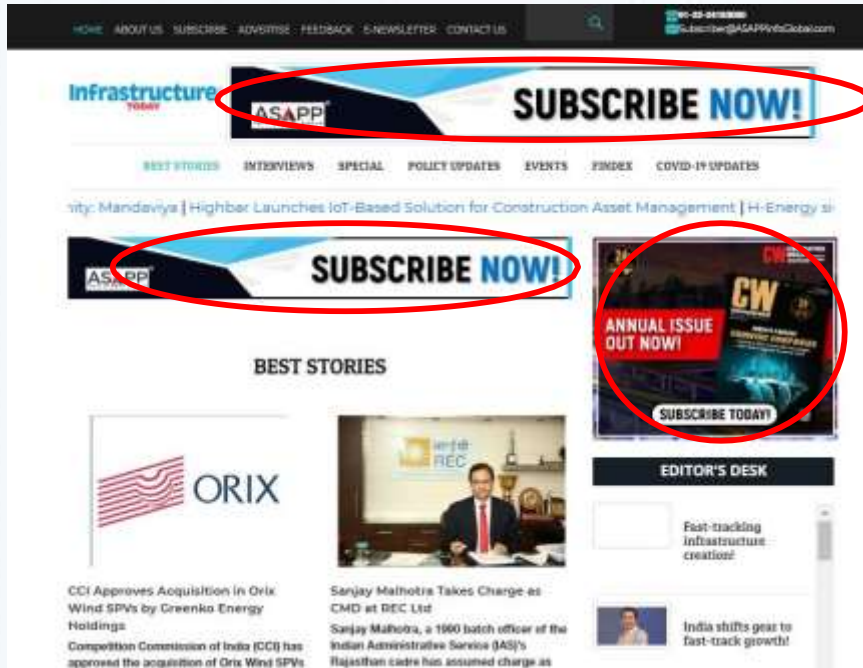 HOME ABOUT US SUBSCRIBE ADVERTISE FEEDBACK E-NEWSLETTER CONTACT US
Subscriber@ASAPPinfoGlobal.com
Infrastructure
TODAY
ASAPP
SUBSCRIBE NOW!
BEST STORIES INTERVIEWS SPECIAL POLICY UPDATES EVENTS FINDEX COVID-19 UPDATES
nity: Mandaviya | Highbar Launches IoT-Based Solution for Construction Asset Management | H-Energy si
ASAPP
SUBSCRIBE NOW!
CW
CW
ANNUAL ISSUE
OUT NOW!
SUBSCRIBE TODAY!
BEST STORIES
ORIX
REC
EDITOR'S DESK
Fast-tracking
infrastructure
creation!
India shifts gear to
fast-track growth!
CCI Approves Acquisition in Orix
Wind SPVs by Greenko Energy
Holdings
Competition Commission of India (CCI) has
approved the acquisition of Orix Wind SPVs
Sanjay Malhotra Takes Charge as
CMD at REC Ltd
Sanjay Malhotra, a 1990 batch officer of the
Indian Administrative Service (IAS)'s
Rajasthan cadre has assumed charge as